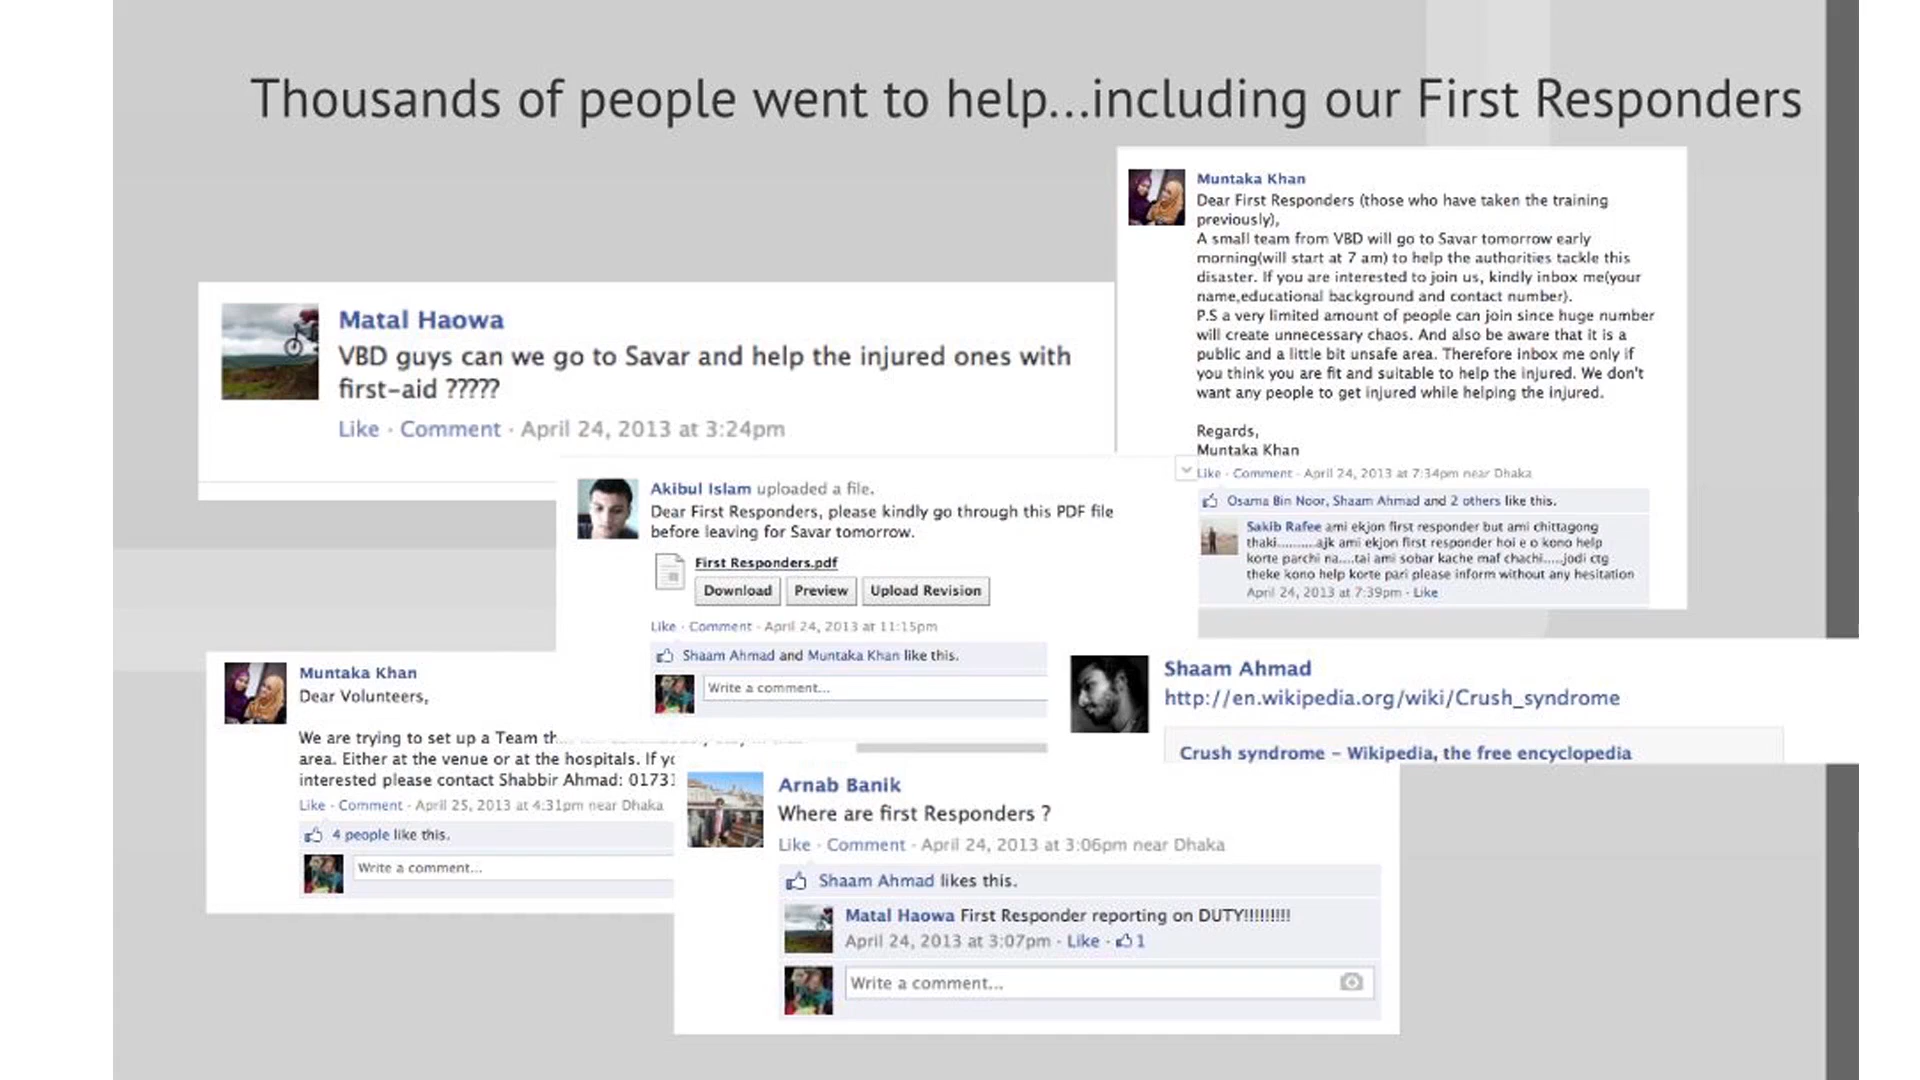 Thousands of people went to help...including our First Responders
Muntaka Khan
Dear First Responders (those who have taken the training
previously),
A small team from VBD will go to Savar tomorrow early
morning(will start at 7 am) to help the authorities tackle this
disaster. If you are interested to join us, kindly inbox me(your
name,educational background and contact number).
P.S a very limited amount of people can join since huge number
will create unnecessary chaos. And also be aware that it is a
public and a little bit unsafe area. Therefore inbox me only if
you think you are fit and suitable to help the injured. We don't
want any people to get injured while helping the injured.
Regards,
Muntaka Khan
Like · Comment · April 24, 2013 at 7:34pm near Dhaka
Osama Bin Noor, Shaam Ahmad and 2 others like this.
Sakib Rafee ami ekjon first responder but ami chittagong
thaki..........ajk ami ekjon first responder hoi e o kono help
korte parchi na....tai ami sobar kache maf chachi.....jodi ctg
theke kono help korte pari please inform without any hesitation
April 24, 2013 at 7:39pm · Like
Matal Haowa
VBD guys can we go to Savar and help the injured ones with
first-aid ?????
Like · Comment · April 24, 2013 at 3:24pm
Akibul Islam uploaded a file.
Dear First Responders, please kindly go through this PDF file
before leaving for Savar tomorrow.
First Responders.pdf
Download Preview Upload Revision
Like · Comment · April 24, 2013 at 11:15pm
Shaam Ahmad and Muntaka Khan like this.
Write a comment...
Muntaka Khan
Dear Volunteers,
We are trying to set up a Team
area. Either at the venue or at the hospitals. If
interested please contact Shabbir Ahmad: 01731
Like · Comment · April 25, 2013 at 4:31pm near Dhaka
4 people like this.
Write a comment...
Shaam Ahmad
http://en.wikipedia.org/wiki/Crush_syndrome
Crush syndrome – Wikipedia, the free encyclopedia
Arnab Banik
Where are first Responders ?
Like · Comment · April 24, 2013 at 3:06pm near Dhaka
Shaam Ahmad likes this.
Matal Haowa First Responder reporting on DUTY!!!!!!!!!
April 24, 2013 at 3:07pm · Like · 1
Write a comment...